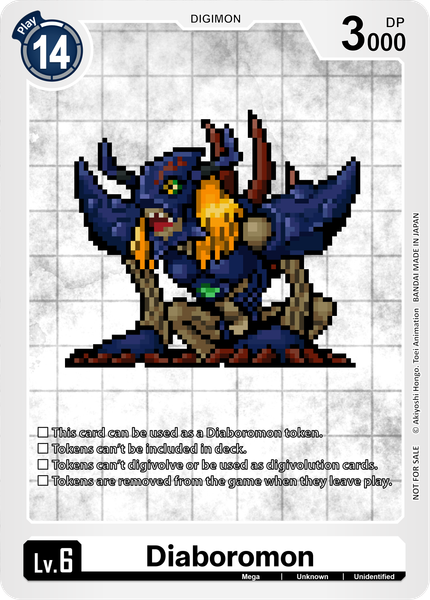 DIGIMON
Play
14
DP
3000
□ This card can be used as a Diaboromon token.
□ Tokens can't be included in deck.
□ Tokens can't digivolve or be used as digivolution cards.
□ Tokens are removed from the game when they leave play.
NOT FOR SALE © Akiyoshi Hongo. Toei Animation BANDAI MADE IN JAPAN
Lv.6
Diaboromon
Mega | Unknown | Unidentified